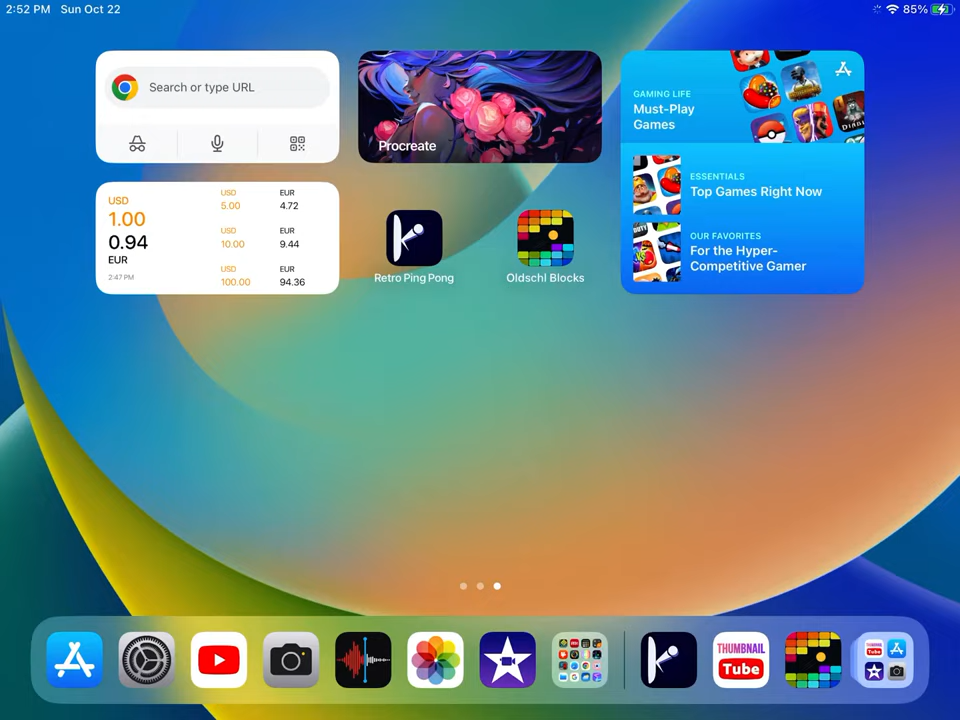 2:52 PM Sun Oct 22
85%
Search or type URL
Procreate
GAMING LIFE
Must-Play
Games
ESSENTIALS
Top Games Right Now
OUR FAVORITES
For the Hyper-
Competitive Gamer
USD
1.00
0.94
EUR
2:47 PM
USD EUR
5.00 4.72
USD EUR
10.00 9.44
USD EUR
100.00 94.36
Retro Ping Pong
Oldschl Blocks
THUMBNAIL
Tube